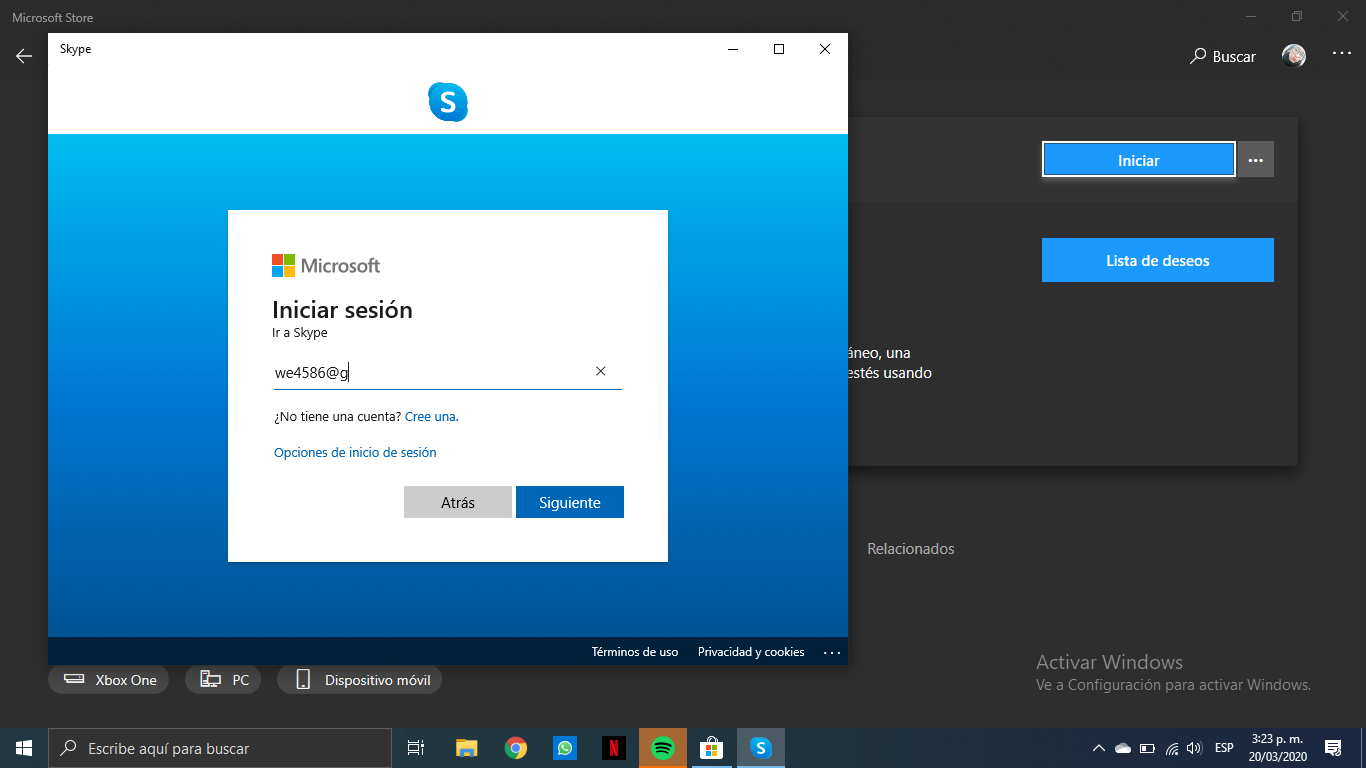 Microsoft Store
Skype
Buscar
S
Iniciar
Microsoft
Iniciar sesión
Ir a Skype
we4586@g
¿No tiene una cuenta? Cree una.
Opciones de inicio de sesión
Atrás
Siguiente
Lista de deseos
áneo, una
estés usando
Relacionados
Términos de uso
Privacidad y cookies
Xbox One
PC
Dispositivo móvil
Activar Windows
Ve a Configuración para activar Windows.
Escribe aquí para buscar
N
S
ESP
3:23 p. m.
20/03/2020